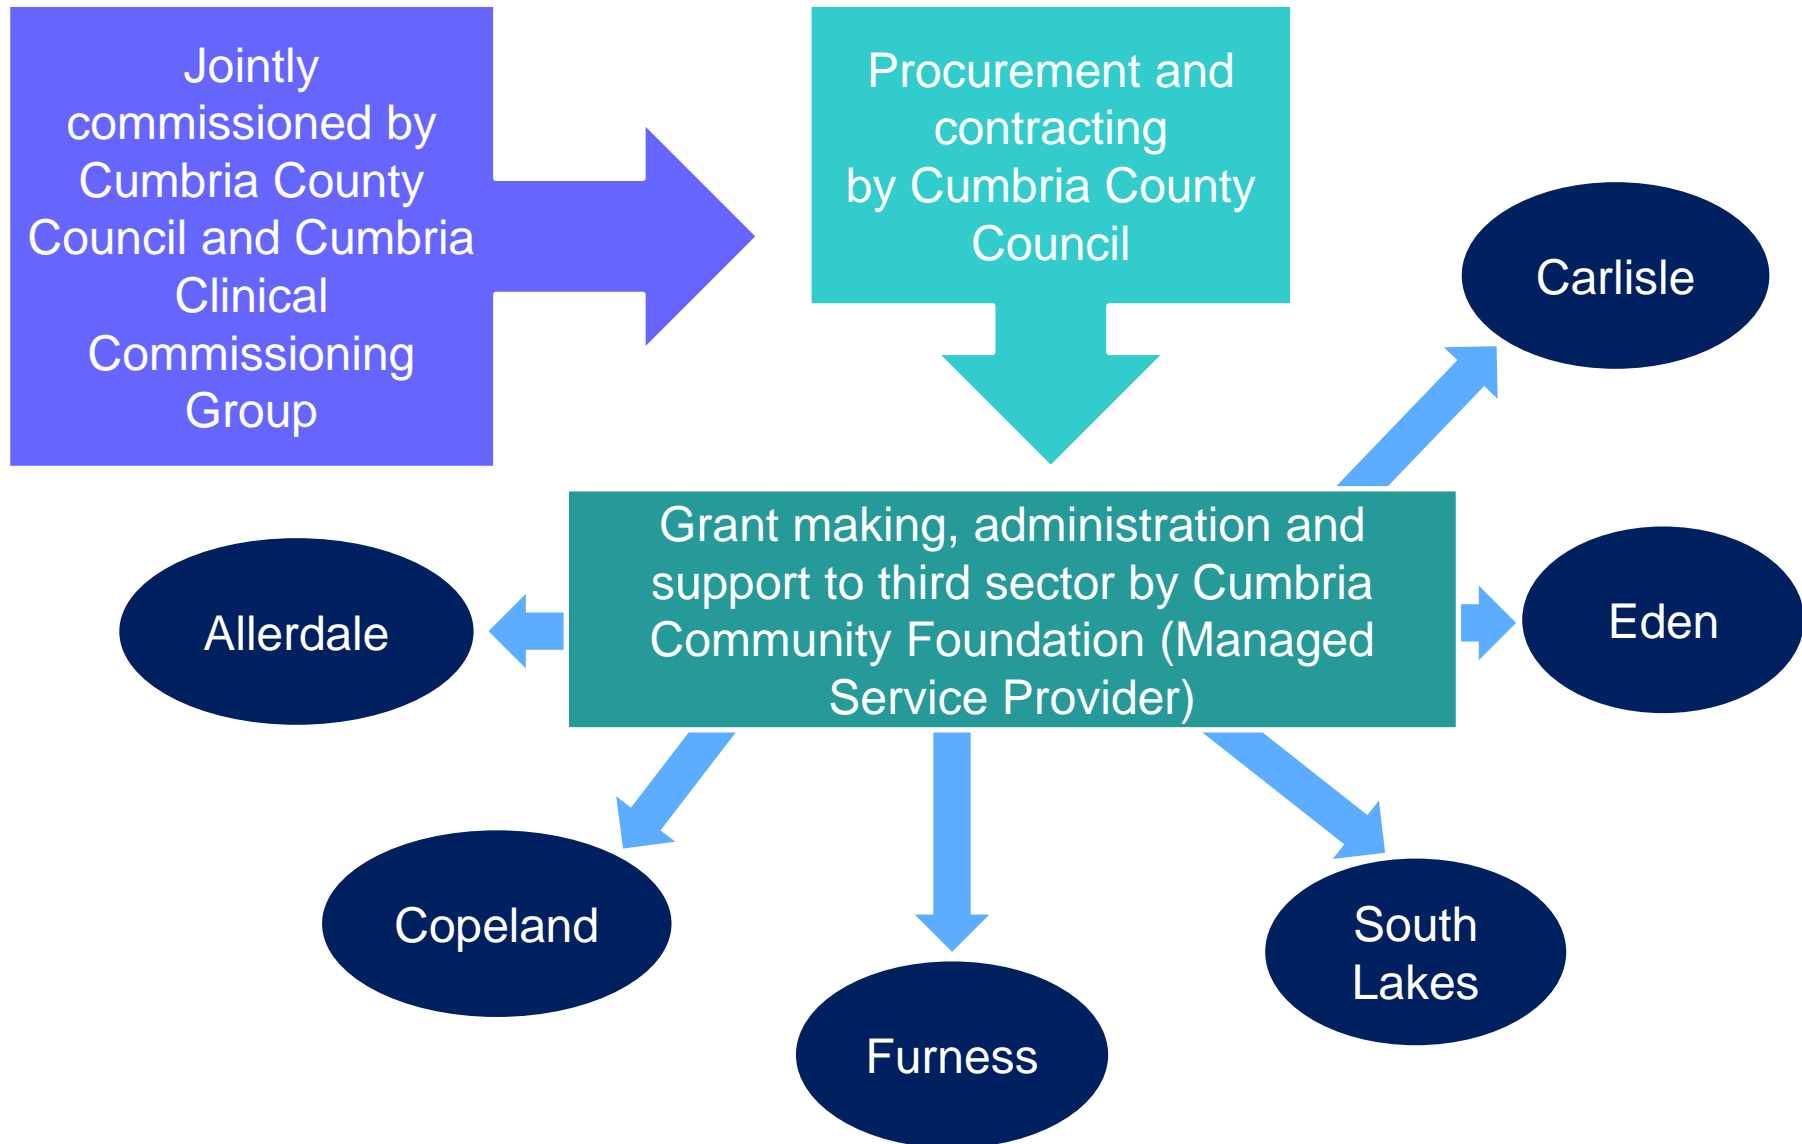 Jointly
commissioned by
Cumbria County
Council and Cumbria
Clinical
Commissioning
Group
Procurement and
contracting
by Cumbria County
Council
Carlisle
Grant making, administration and
support to third sector by Cumbria
Community Foundation (Managed
Service Provider)
Allerdale
Eden
Copeland
South
Lakes
Furness